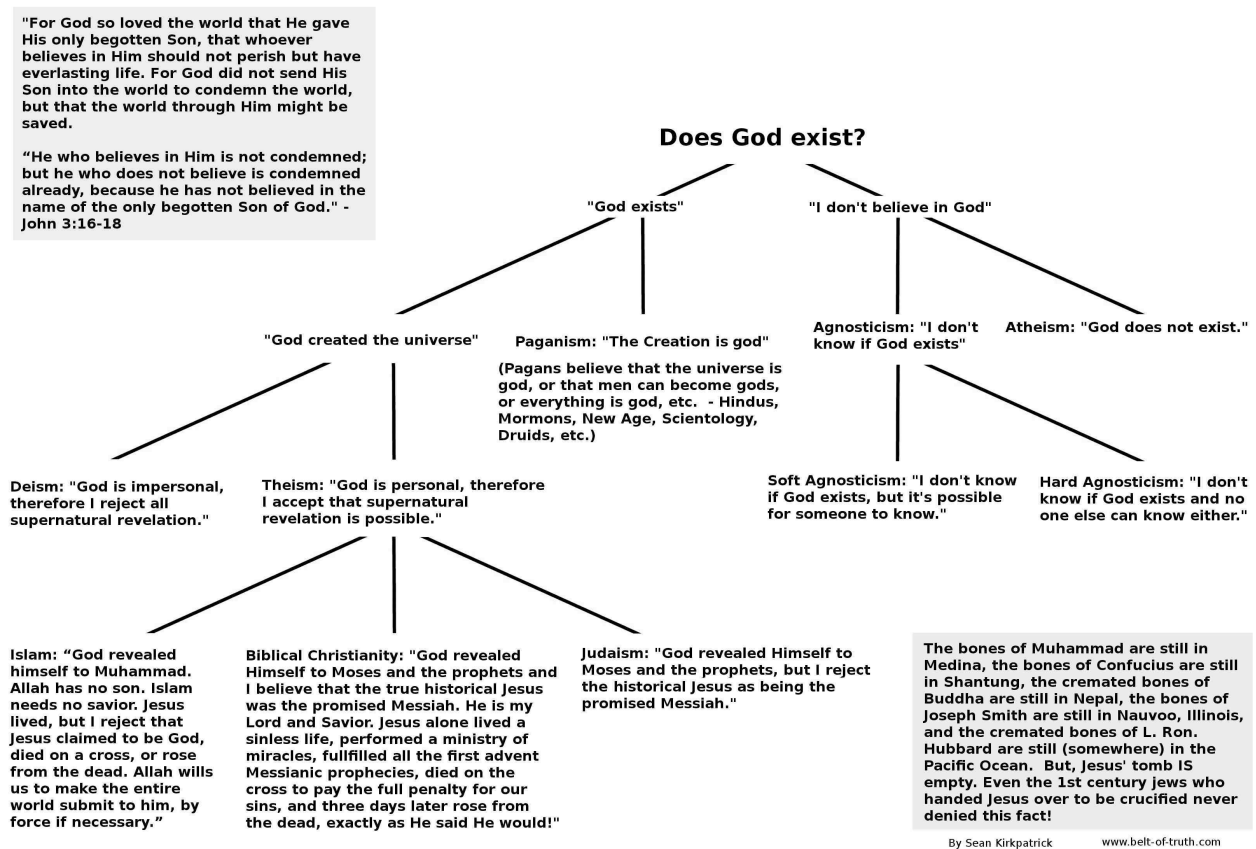 "For God so loved the world that He gave
His only begotten Son, that whoever
believes in Him should not perish but have
everlasting life. For God did not send His
Son into the world to condemn the world,
but that the world through Him might be
saved.
“He who believes in Him is not condemned;
but he who does not believe is condemned
already, because he has not believed in the
name of the only begotten Son of God." -
John 3:16-18
Does God exist?
"God exists"
"I don't believe in God"
"God created the universe"
Paganism: "The Creation is god"
(Pagans believe that the universe is
god, or that men can become gods,
or everything is god, etc.  - Hindus,
Mormons, New Age, Scientology,
Druids, etc.)
Agnosticism: "I don't
know if God exists"
Atheism: "God does not exist."
Deism: "God is impersonal,
therefore I reject all
supernatural revelation."
Theism: "God is personal, therefore
I accept that supernatural
revelation is possible."
Soft Agnosticism: "I don't know
if God exists, but it's possible
for someone to know."
Hard Agnosticism: "I don't
know if God exists and no
one else can know either."
Islam: “God revealed
himself to Muhammad.
Allah has no son. Islam
needs no savior. Jesus
lived, but I reject that
Jesus claimed to be God,
died on a cross, or rose
from the dead. Allah wills
us to make the entire
world submit to him, by
force if necessary.”
Biblical Christianity: "God revealed
Himself to Moses and the prophets and
I believe that the true historical Jesus
was the promised Messiah. He is my
Lord and Savior. Jesus alone lived a
sinless life, performed a ministry of
miracles, fullfilled all the first advent
Messianic prophecies, died on the
cross to pay the full penalty for our
sins, and three days later rose from
the dead, exactly as He said He would!"
Judaism: "God revealed Himself to
Moses and the prophets, but I reject
the historical Jesus as being the
promised Messiah."
The bones of Muhammad are still in
Medina, the bones of Confucius are still
in Shantung, the cremated bones of
Buddha are still in Nepal, the bones of
Joseph Smith are still in Nauvoo, Illinois,
and the cremated bones of L. Ron.
Hubbard are still (somewhere) in the
Pacific Ocean.  But, Jesus' tomb IS
empty. Even the 1st century jews who
handed Jesus over to be crucified never
denied this fact!
By Sean Kirkpatrick
www.belt-of-truth.com